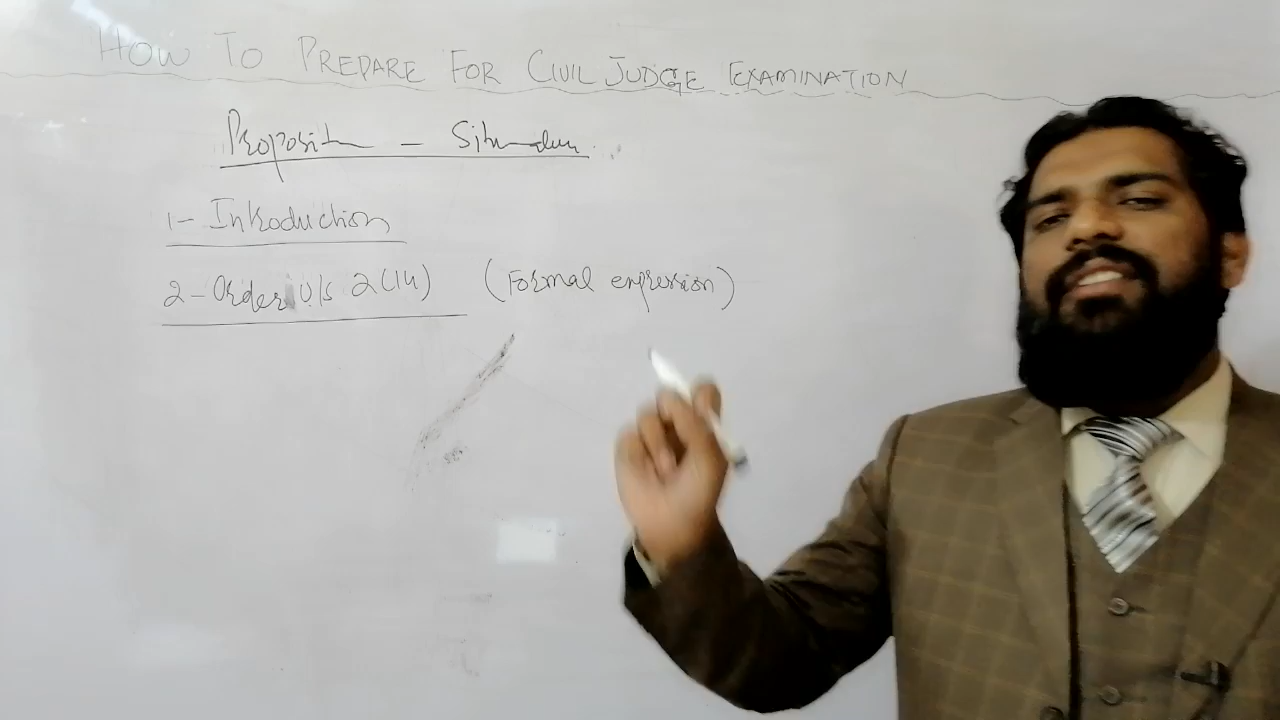 HOW TO PREPARE FOR CIVIL JUDGE EXAMINATION
Proposition - Situation
1- Introduction
2- Order U/S 2(14) (Formal expression)